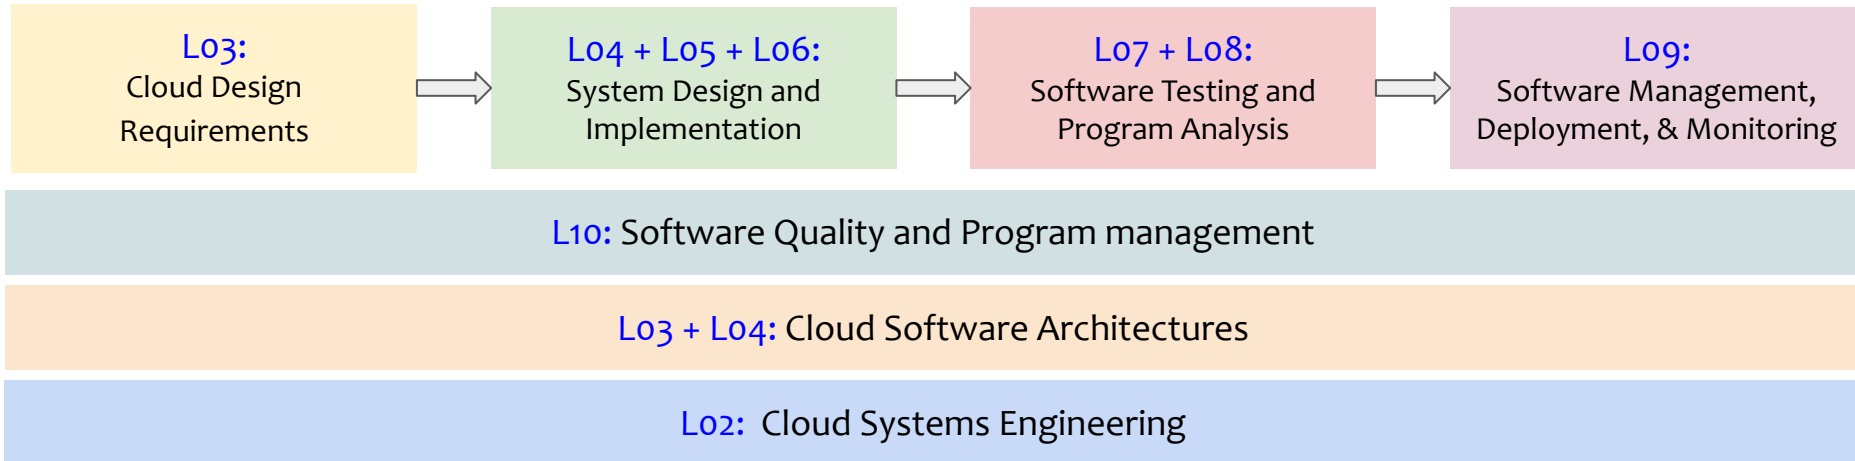 L03:
Cloud Design
Requirements
L04 + L05 + L06:
System Design and
Implementation
L07 + L08:
Software Testing and
Program Analysis
L09:
Software Management,
Deployment, & Monitoring
L10: Software Quality and Program management
L03 + L04: Cloud Software Architectures
L02: Cloud Systems Engineering